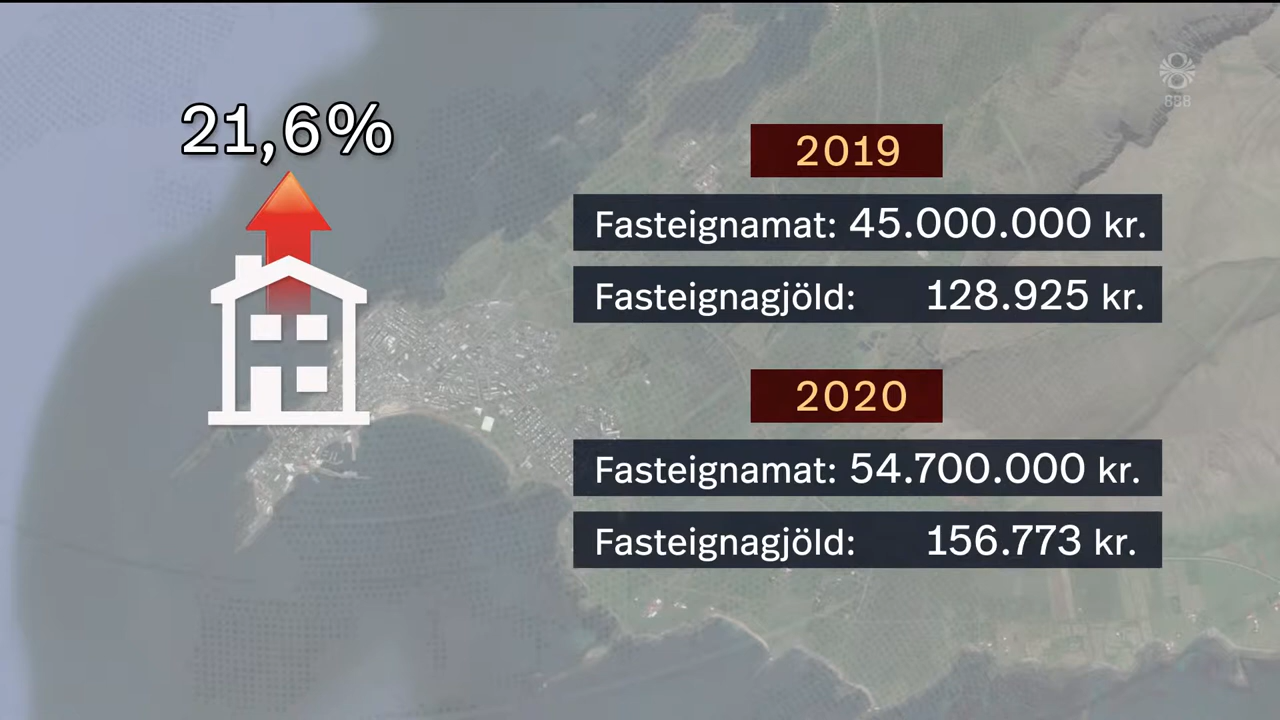 21,6%
2019
Fasteignamat: 45.000.000 kr.
Fasteignagjöld: 128.925 kr.
2020
Fasteignamat: 54.700.000 kr.
Fasteignagjöld: 156.773 kr.